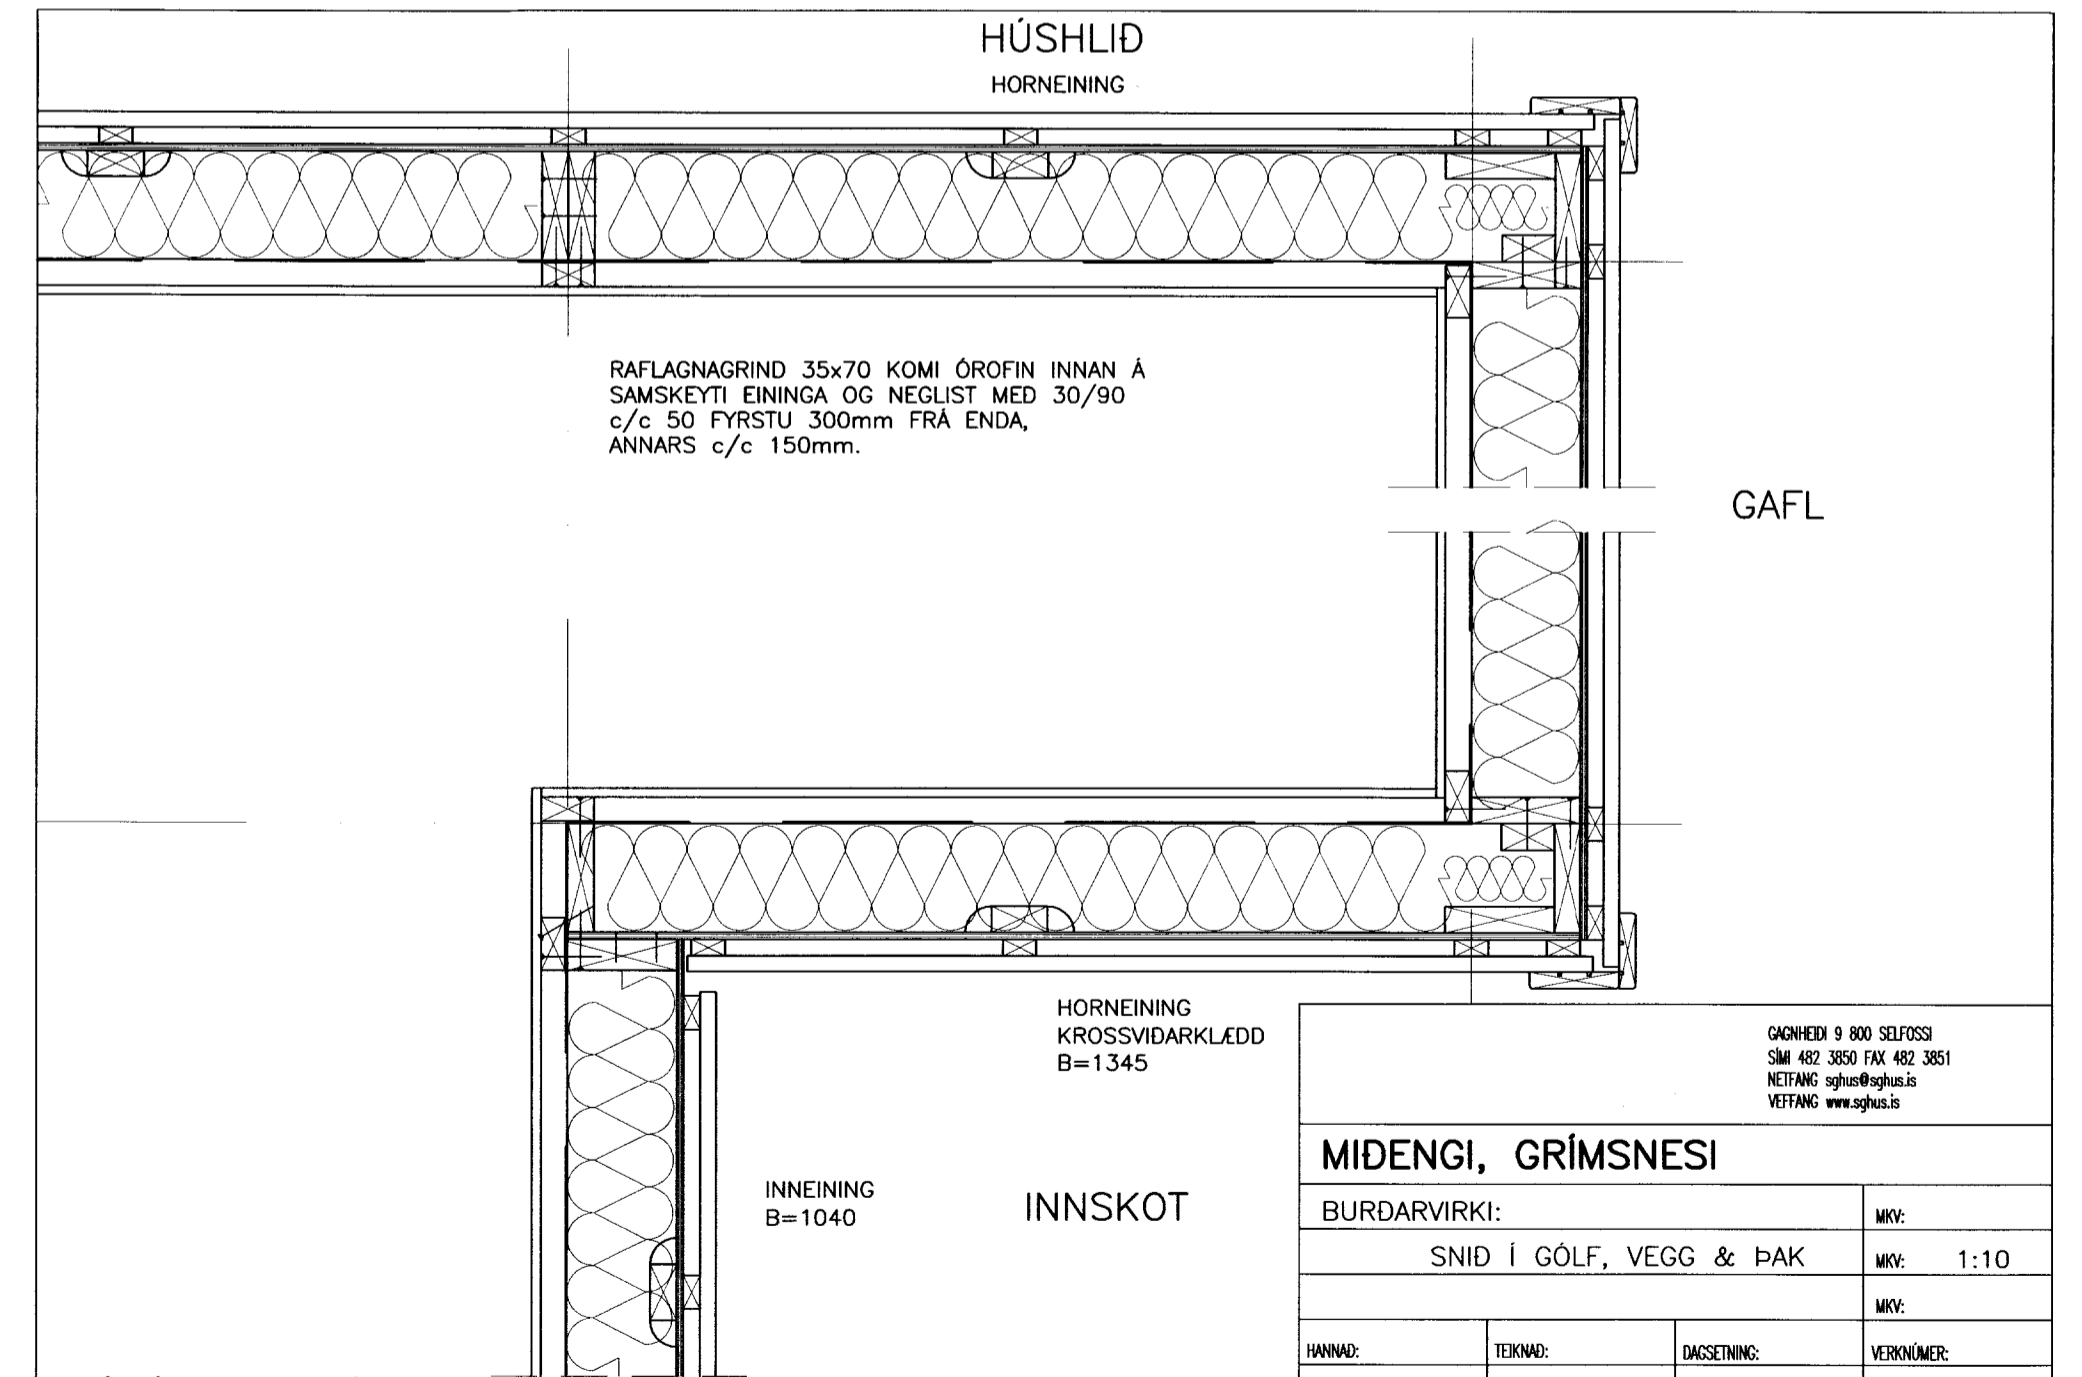 HÚSHLIÐ
HORNEINING
RAFLAGNAGRIND 35x70 KOMI ÓROFIN INNAN Á
SAMSKEYTI EININGA OG NEGLIST MEÐ 30/90
c/c 50 FYRSTU 300mm FRÁ ENDA,
ANNARS c/c 150mm.
GAFL
HORNEINING
KROSSVIÐARKLÆDD
B=1345
INNEINING
B=1040
INNSKOT
GAGNHEIÐI 9 800 SELFOSSI
SÍMI 482 3850 FAX 482 3851
NETFANG sghus@sghus.is
VEFFANG www.sghus.is
MIÐENGI, GRÍMSNESI
BURÐARVIRKI:
MKV:
SNIÐ Í GÓLF, VEGG & ÞAK
MKV: 1:10
MKV:
HANNAÐ:
TEIKNAÐ:
DAGSETNING:
VERKNÚMER: